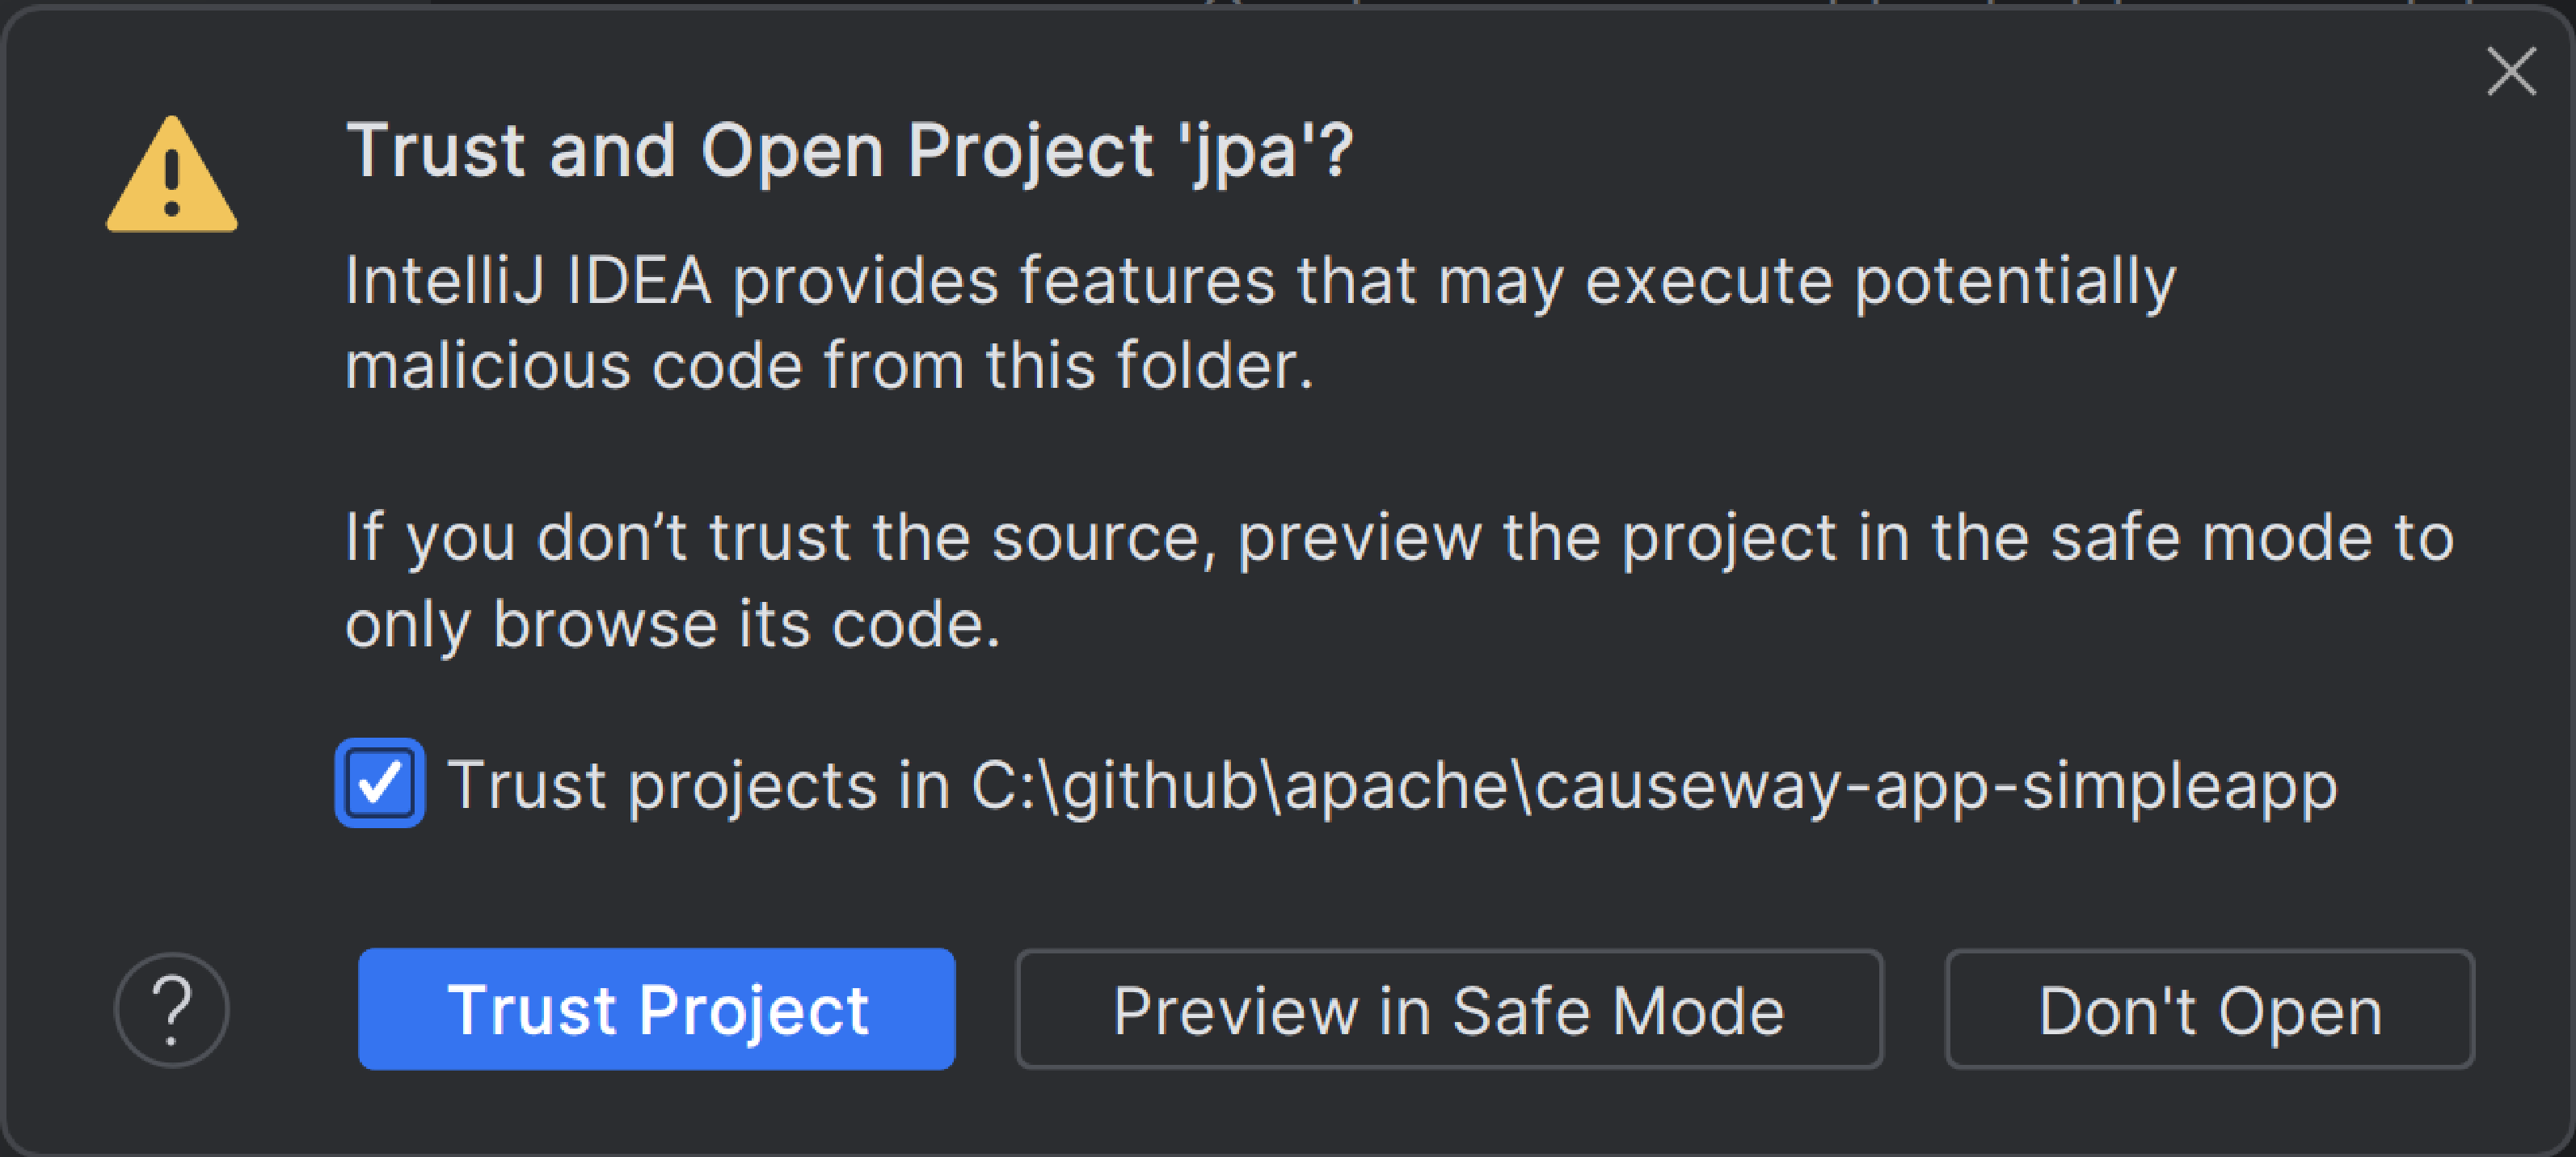 Trust and Open Project 'jpa'?
IntelliJ IDEA provides features that may execute potentially
malicious code from this folder.
If you don’t trust the source, preview the project in the safe mode to
only browse its code.
Trust projects in C:\github\apache\causeway-app-simpleapp
?
Trust Project
Preview in Safe Mode
Don't Open